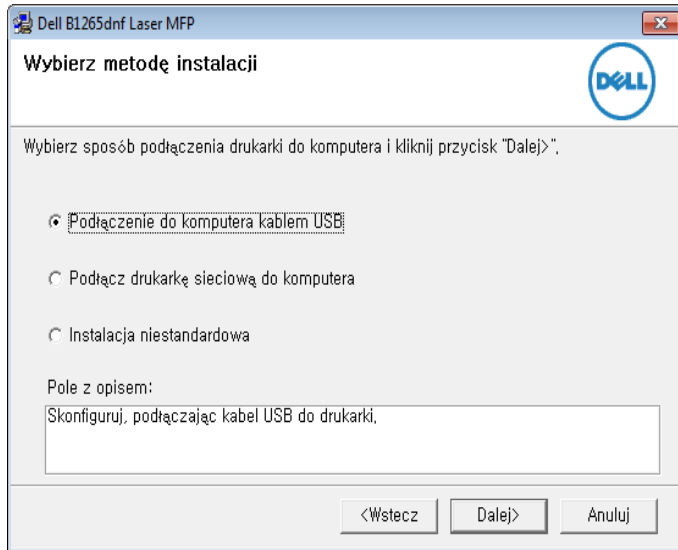 Dell B1265dnf Laser MFP
Wybierz metodę instalacji
DELL
Wybierz sposób podłączenia drukarki do komputera i kliknij przycisk "Dalej>".
Podłączenie do komputera kablem USB
Podłącz drukarkę sieciową do komputera
Instalacja niestandardowa
Pole z opisem:
Skonfiguruj, podłączając kabel USB do drukarki.
<Wstecz
Dalej>
Anuluj